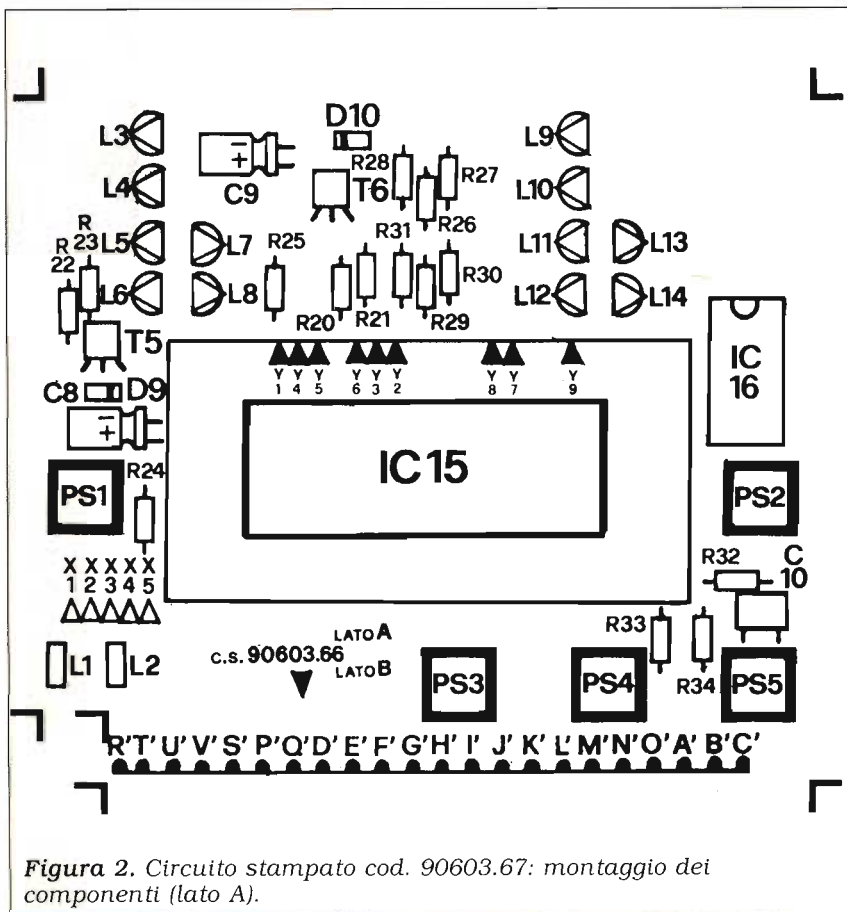 D10
L3
L9
C9
R28
T6
R27
L4
L10
R26
R
23
R
22
L5
L7
R25
R31
L11
L13
L6
L8
R30
L12
L14
R20
R21
R29
T5
Y
1
Y
4
Y
5
Y
6
Y
3
Y
2
Y
8
Y
7
Y
9
IC
16
C8
D9
IC15
PS1
R24
PS2
X
1
X
2
X
3
X
4
X
5
R32
C
10
R33
L1
L2
LATO A
C.S. 90603.66
LATO B
PS3
PS4
R34
PS5
R' T' U' V' S' P' Q' D' E' F' G' H' I' J' K' L' M' N' O' A' B' C'
Figura 2. Circuito stampato cod. 90603.67: montaggio dei
componenti (lato A).